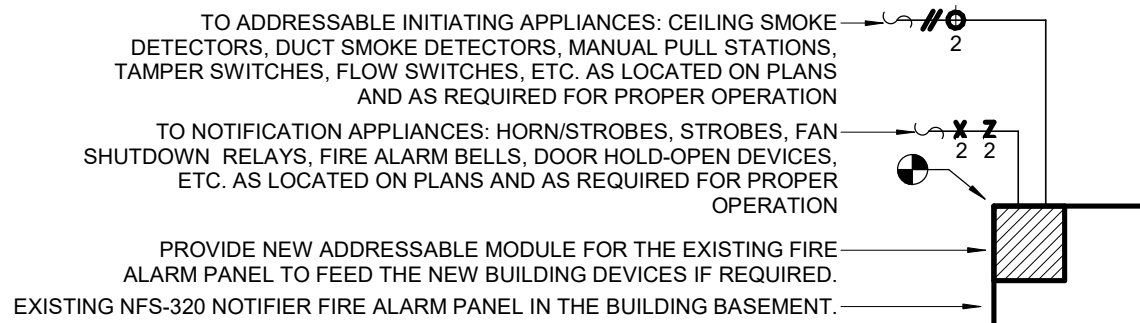 TO ADDRESSABLE INITIATING APPLIANCES: CEILING SMOKE
DETECTORS, DUCT SMOKE DETECTORS, MANUAL PULL STATIONS,
TAMPER SWITCHES, FLOW SWITCHES, ETC. AS LOCATED ON PLANS
AND AS REQUIRED FOR PROPER OPERATION
2
TO NOTIFICATION APPLIANCES: HORN/STROBES, STROBES, FAN
SHUTDOWN RELAYS, FIRE ALARM BELLS, DOOR HOLD-OPEN DEVICES,
ETC. AS LOCATED ON PLANS AND AS REQUIRED FOR PROPER
OPERATION
X Z
2 2
PROVIDE NEW ADDRESSABLE MODULE FOR THE EXISTING FIRE
ALARM PANEL TO FEED THE NEW BUILDING DEVICES IF REQUIRED.
EXISTING NFS-320 NOTIFIER FIRE ALARM PANEL IN THE BUILDING BASEMENT.